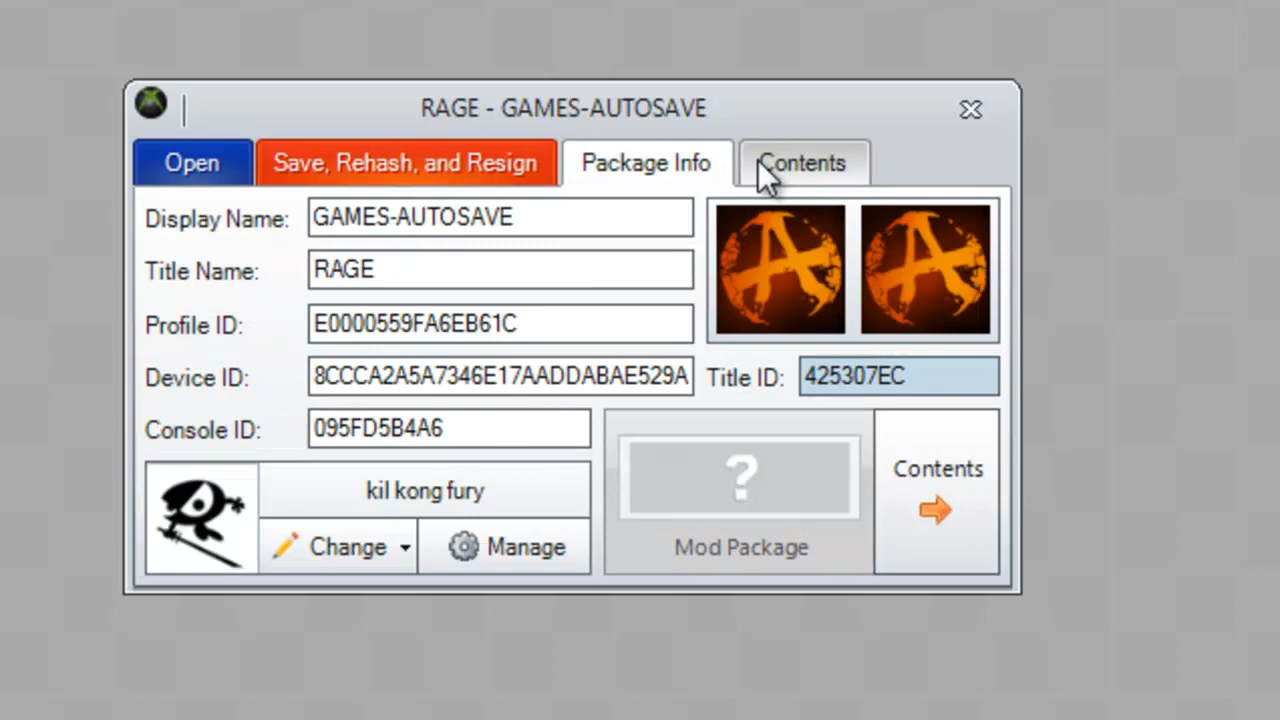 RAGE - GAMES-AUTOSAVE
Open
Save, Rehash, and Resign
Package Info
Contents
Display Name:
GAMES-AUTOSAVE
Title Name:
RAGE
Profile ID:
E0000559FA6EB61C
Device ID:
8CCCA2A5A7346E17AADDABAE529A
Title ID:
425307EC
Console ID:
095FD5B4A6
kil kong fury
Change
Manage
?
Mod Package
Contents